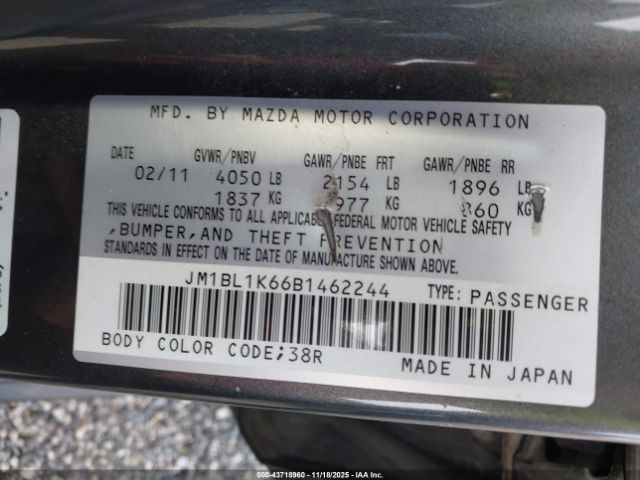 MFD. BY MAZDA MOTOR CORPORATION
DATE GVWR/PNBV GAWR/PNBE FRT GAWR/PNBE RR
02/11 4050 LB 2154 LB 1896 LB
1837 KG 977 KG 860 KG
THIS VEHICLE CONFORMS TO ALL APPLICABLE FEDERAL MOTOR VEHICLE SAFETY
,BUMPER,AND THEFT PREVENTION
STANDARDS IN EFFECT ON THE DATE OF MANUFACTURE SHOWN ABOVE.
JM1BL1K66B1462244 TYPE: PASSENGER
BODY COLOR CODE;38R MADE IN JAPAN
000-43718960 - 11/18/2025 - IAA Inc.